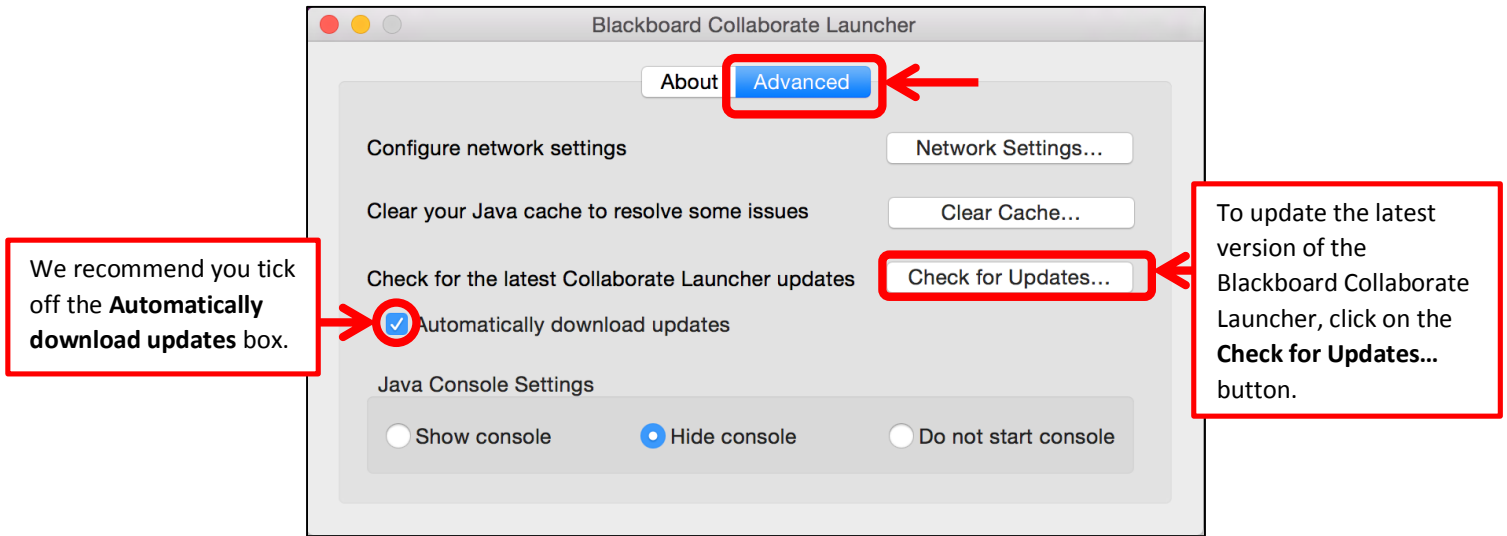 Blackboard Collaborate Launcher
About
Advanced
Configure network settings
Network Settings...
Clear your Java cache to resolve some issues
Clear Cache...
Check for the latest Collaborate Launcher updates
Check for Updates...
Automatically download updates
Java Console Settings
Show console
Hide console
Do not start console
We recommend you tick
off the Automatically
download updates box.
To update the latest
version of the
Blackboard Collaborate
Launcher, click on the
Check for Updates…
button.